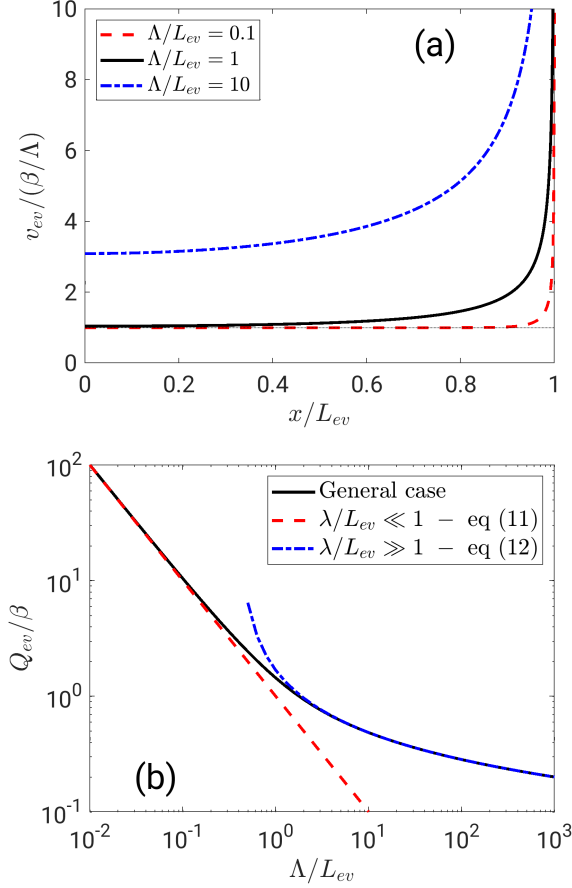 10
8
6
4
2
0
v_{ev}/(β/Λ)
Λ/L_{ev} = 0.1
Λ/L_{ev} = 1
Λ/L_{ev} = 10
(a)
0 0.2 0.4 0.6 0.8 1
x/L_{ev}
10^2
10^1
10^0
10^{-1}
Q_{ev}/β
General case
λ/L_{ev} ≪ 1 − eq (11)
λ/L_{ev} ≫ 1 − eq (12)
(b)
10^{-2} 10^{-1} 10^0 10^1 10^2 10^3
Λ/L_{ev}